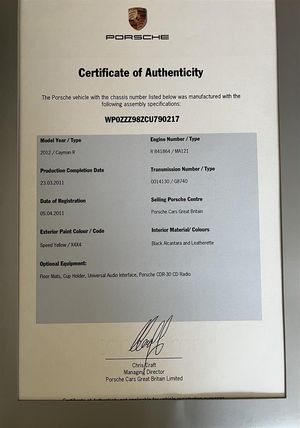 PORSCHE
Certificate of Authenticity
The Porsche vehicle with the chassis number listed below was manufactured with the
following assembly specifications:
WP0ZZZ98ZCU790217
Model Year / Type
2012 / Cayman R
Engine Number / Type
R 841864 / MA121
Production Completion Date
23.03.2011
Transmission Number / Type
0014130 / G8740
Date of Registration
05.04.2011
Selling Porsche Centre
Porsche Cars Great Britain
Exterior Paint Colour / Code
Speed Yellow / X4X4
Interior Material/ Colours
Black Alcantara and Leatherette
Optional Equipment:
Floor Mats, Cup Holder, Universal Audio Interface, Porsche CDR-30 CD Radio
Chris Craft
Managing Director
Porsche Cars Great Britain Limited